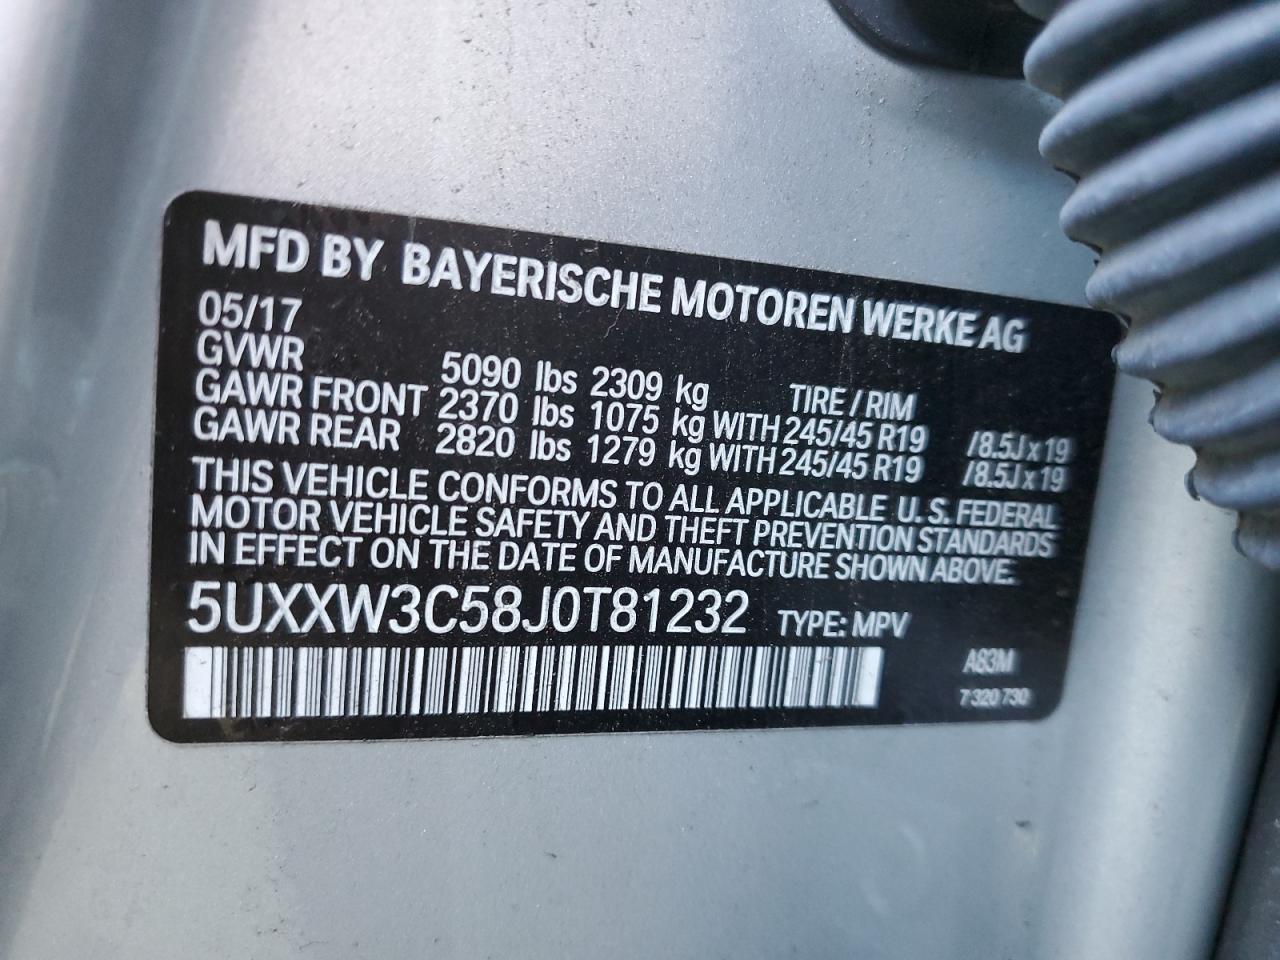 MFD BY BAYERISCHE MOTOREN WERKE AG
05/17
GVWR 5090 lbs 2309 kg TIRE / RIM
GAWR FRONT 2370 lbs 1075 kg WITH 245/45 R19 /8.5J x 19
GAWR REAR 2820 lbs 1279 kg WITH 245/45 R19 /8.5J x 19
THIS VEHICLE CONFORMS TO ALL APPLICABLE U. S. FEDERAL
MOTOR VEHICLE SAFETY AND THEFT PREVENTION STANDARDS
IN EFFECT ON THE DATE OF MANUFACTURE SHOWN ABOVE.
5UXXW3C58J0T81232 TYPE: MPV
A83M
7 320 730